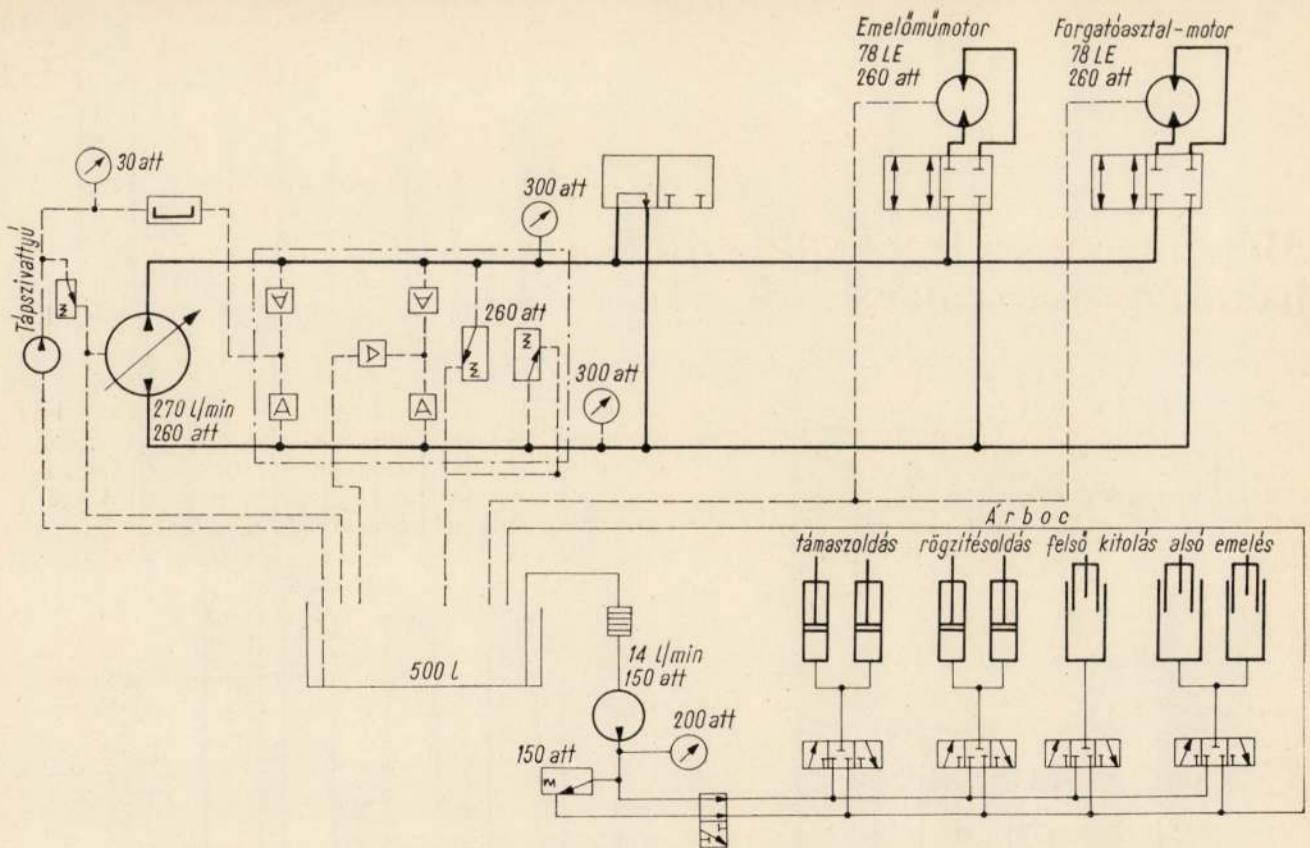 Emelőműmotor
78 LE
260 att
Forgatóasztal-motor
78 LE
260 att
30 att
300 att
Tápszivattyú
260 att
300 att
270 l/min
260 att
Árboc
támaszoldás rögzítésoldás felső kitolás alsó emelés
500 l
14 l/min
150 att
200 att
150 att